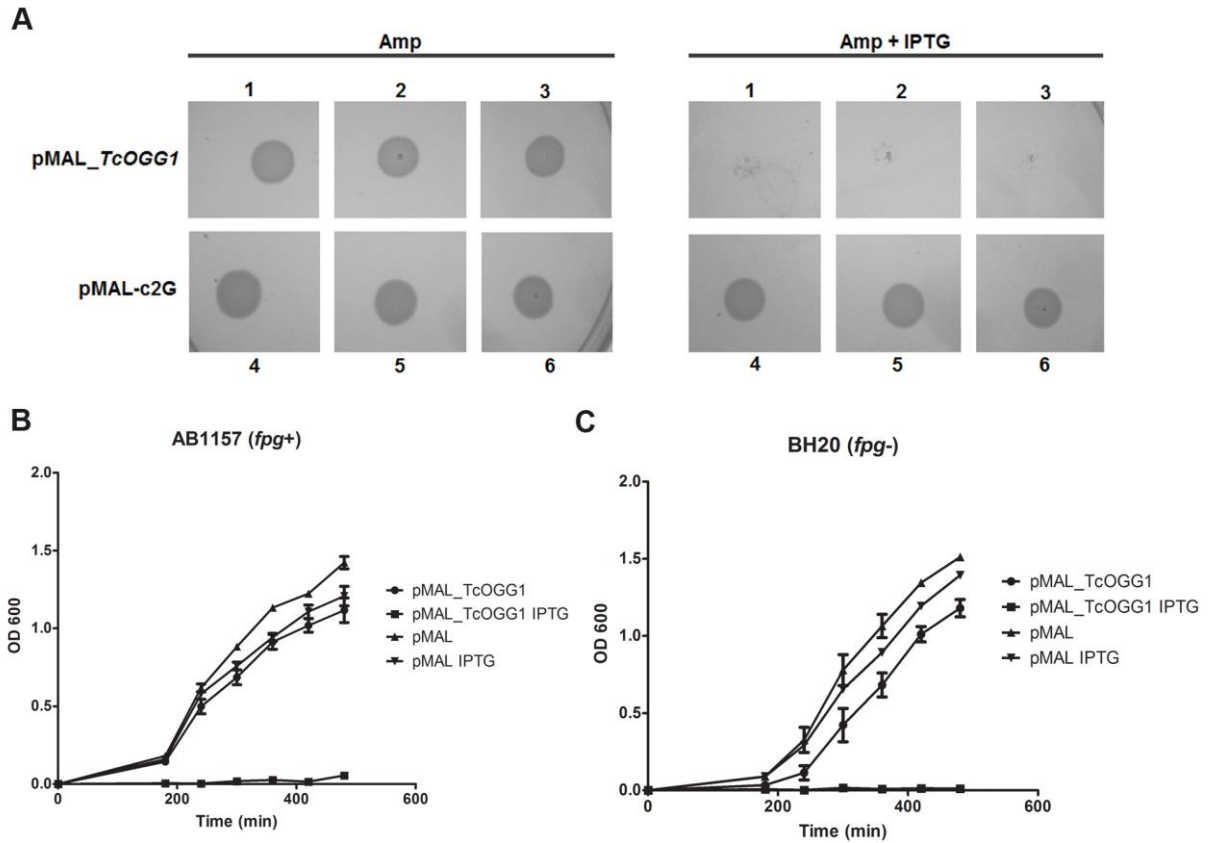 A
Amp
Amp + IPTG
1 2 3 1 2 3
pMAL_TcOGG1
pMAL-c2G
4 5 6 4 5 6
B
AB1157 (fpg+)
2.0
1.5
1.0
0.5
0.0
0 200 400 600
OD 600
Time (min)
pMAL_TcOGG1
pMAL_TcOGG1 IPTG
pMAL
pMAL IPTG
C
BH20 (fpg-)
2.0
1.5
1.0
0.5
0.0
0 200 400 600
OD 600
Time (min)
pMAL_TcOGG1
pMAL_TcOGG1 IPTG
pMAL
pMAL IPTG